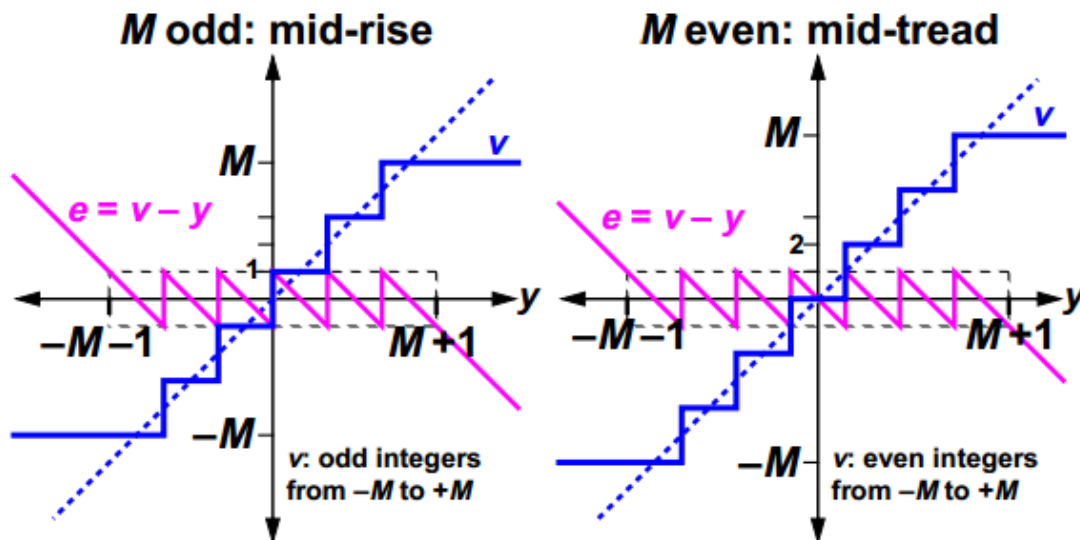 M odd: mid-rise
M
v
e = v – y
1
y
–M –1
M+1
–M
v: odd integers
from –M to +M
M even: mid-tread
M
v
e = v – y
2
y
–M –1
M+1
–M
v: even integers
from –M to +M